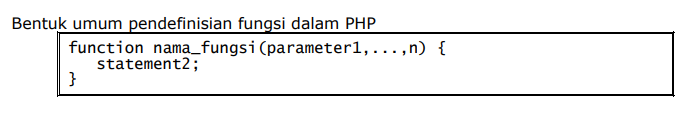 Bentuk umum pendefinisian fungsi dalam PHP
function nama_fungsi(parameter1,...,n) {
statement2;
}